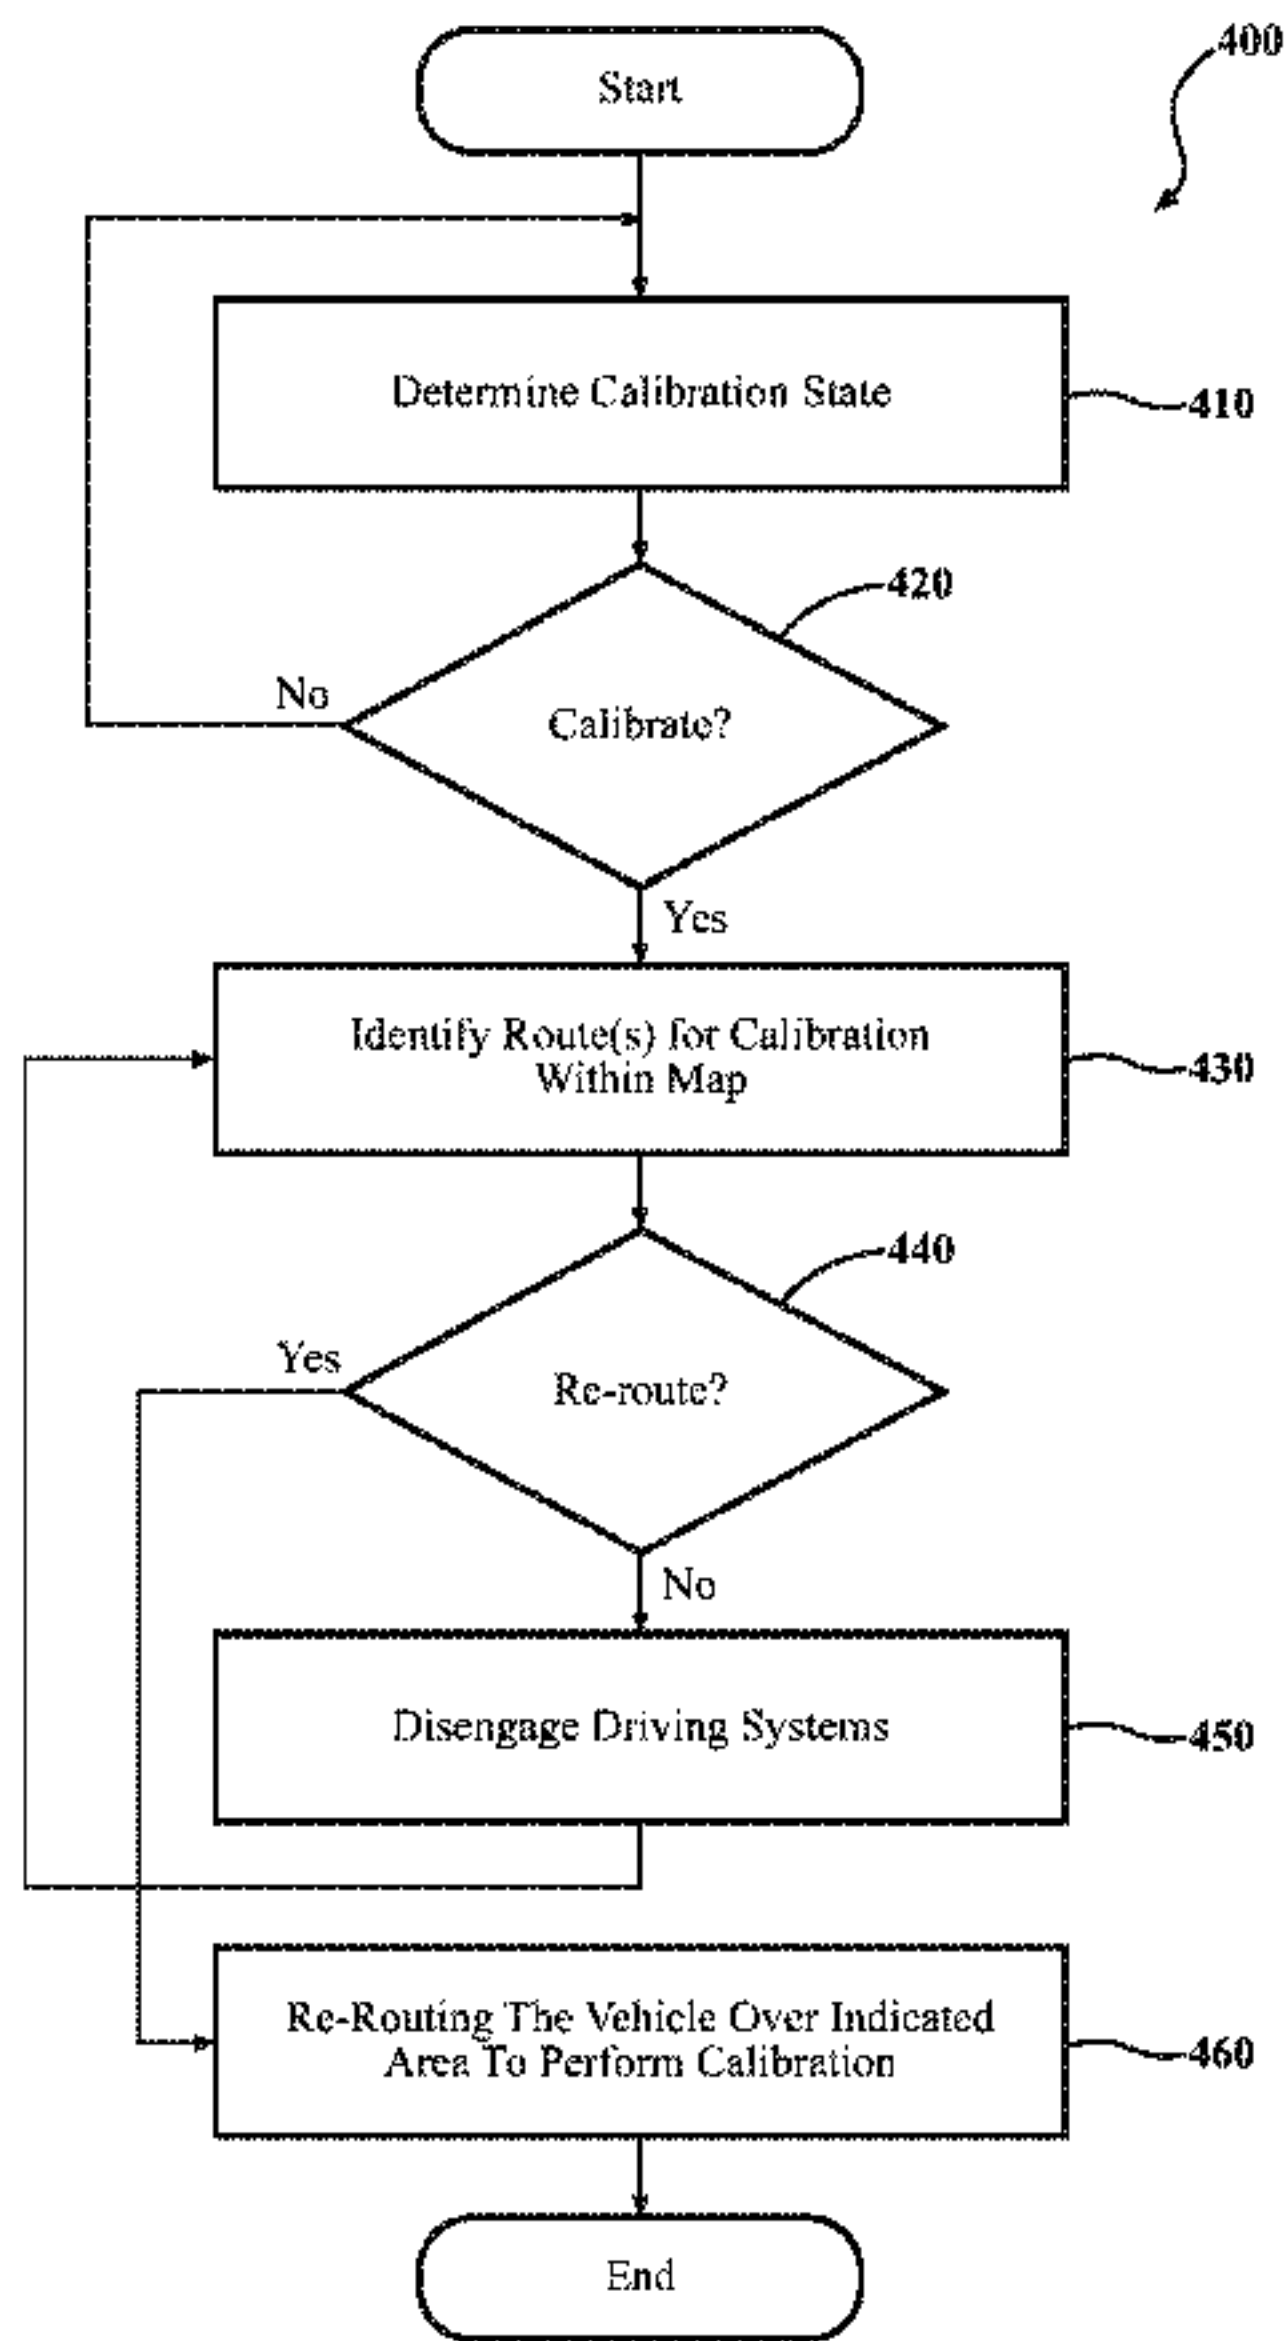 400
Start
Determine Calibration State
410
420
No
Calibrate?
Yes
Identify Route(s) for Calibration
Within Map
430
440
Yes
Re-route?
No
Disengage Driving Systems
450
Re-Routing The Vehicle Over Indicated
Area To Perform Calibration
460
End